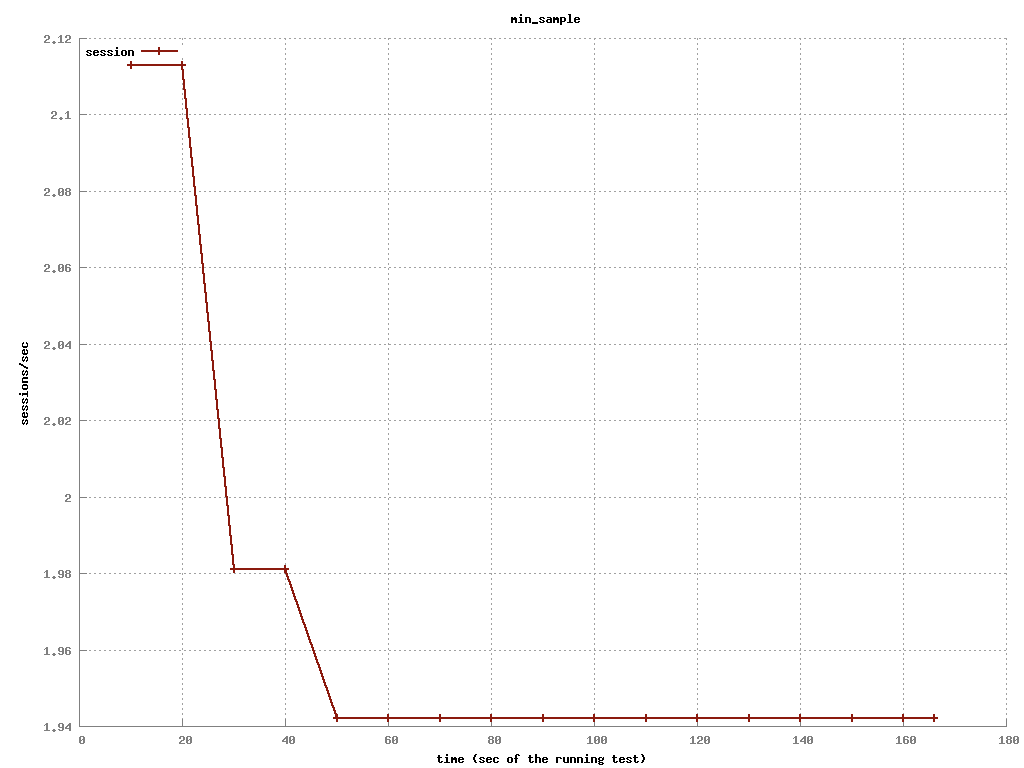 min_sample
session
2.12
2.1
2.08
2.06
2.04
2.02
2
1.98
1.96
1.94
sessions/sec
0 20 40 60 80 100 120 140 160 180
time (sec of the running test)